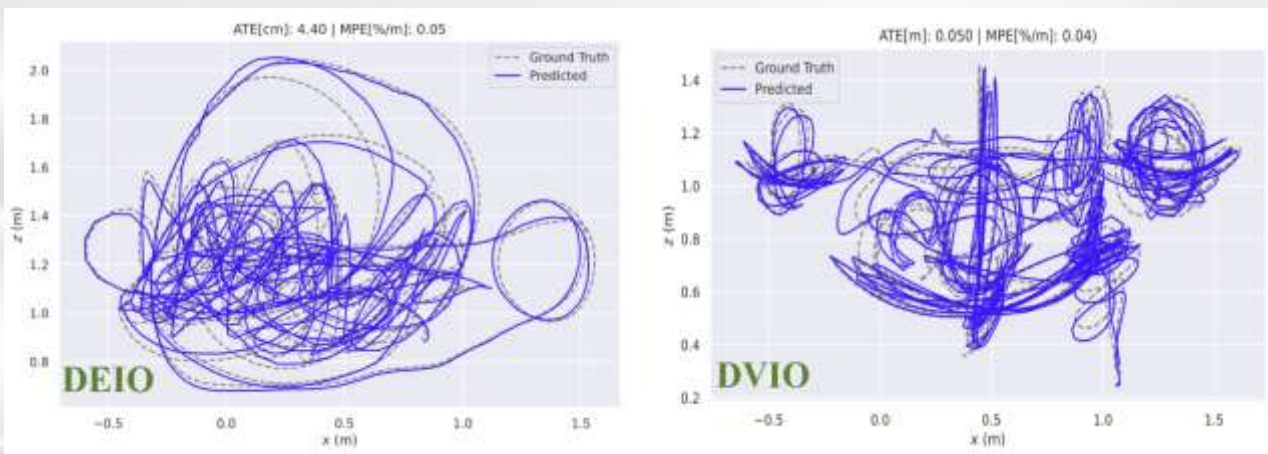 ATE[cm]: 4.40 | MPE[%/m]: 0.05
Ground Truth
Predicted
2.0
1.8
1.6
1.4
1.2
1.0
0.8
z (m)
DEIO
−0.5 0.0 0.5 1.0 1.5
x (m)
ATE[m]: 0.050 | MPE[%/m]: 0.04)
Ground Truth
Predicted
1.4
1.2
1.0
0.8
0.6
0.4
0.2
z (m)
DVIO
−0.5 0.0 0.5 1.0 1.5
x (m)